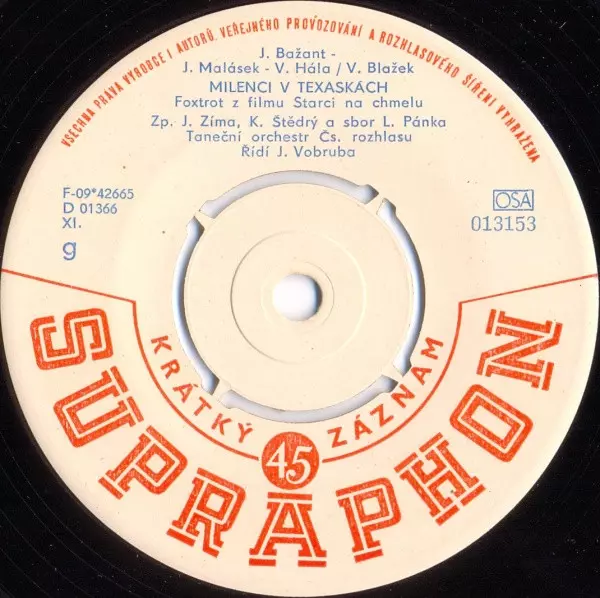 VŠECHNA PRÁVA VÝROBCE I AUTORŮ, VEŘEJNÉHO PROVOZOVÁNÍ A ROZHLASOVÉHO ŠÍŘENÍ VYHRAŽENA
J. Bažant -
J. Malásek - V. Hála / V. Blažek
MILENCI V TEXASKÁCH
Foxtrot z filmu Starci na chmelu
Zp. J. Zíma, K. Štědrý a sbor L. Pánka
Taneční orchestr Čs. rozhlasu
Řídí J. Vobruba
F-09*42665
D 01366
XI.
g
OSA
013153
KRÁTKÝ ZÁZNAM
45
SUPRAPHON